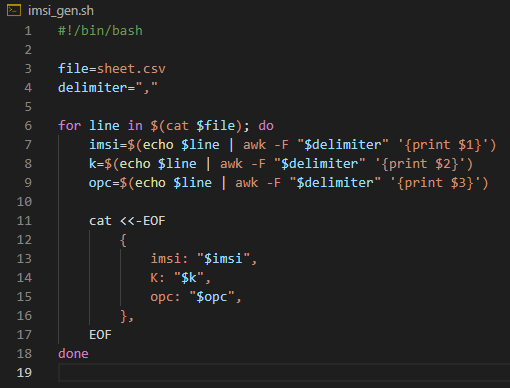 imsi_gen.sh
1 #!/bin/bash
2
3 file=sheet.csv
4 delimiter=","
5
6 for line in $(cat $file); do
7     imsi=$(echo $line | awk -F "$delimiter" '{print $1}')
8     k=$(echo $line | awk -F "$delimiter" '{print $2}')
9     opc=$(echo $line | awk -F "$delimiter" '{print $3}')
10
11     cat <<-EOF
12         {
13             imsi: "$imsi",
14             K: "$k",
15             opc: "$opc",
16         },
17     EOF
18 done
19